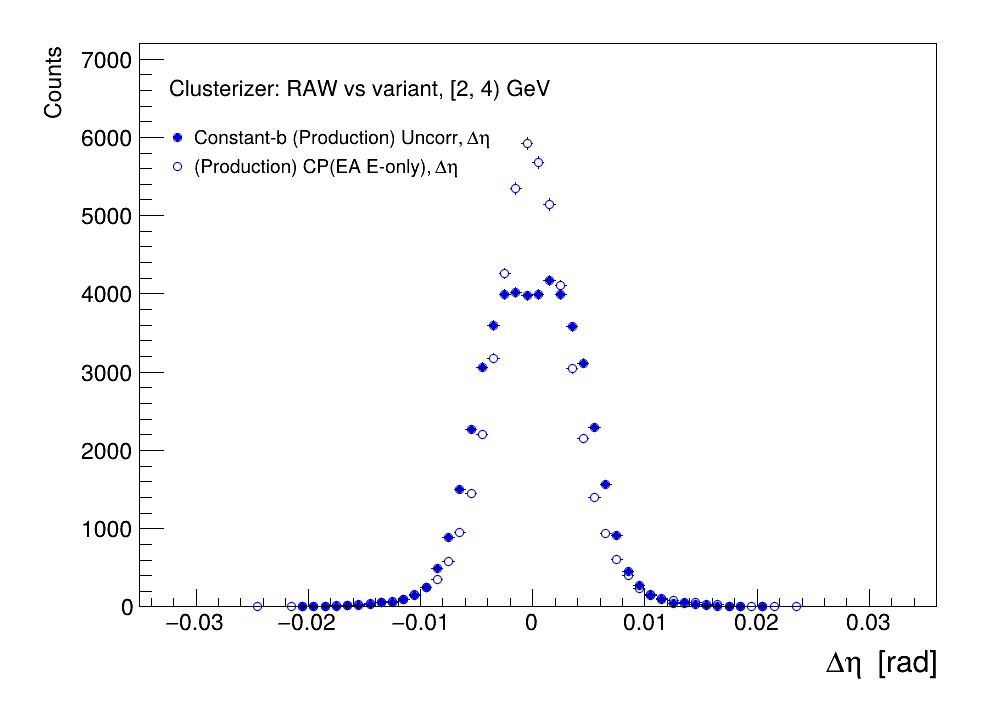 Counts
7000
6000
5000
4000
3000
2000
1000
0
Clusterizer: RAW vs variant, [2, 4) GeV
Constant-b (Production) Uncorr, Δη
(Production) CP(EA E-only), Δη
−0.03 −0.02 −0.01 0 0.01 0.02 0.03
Δη [rad]